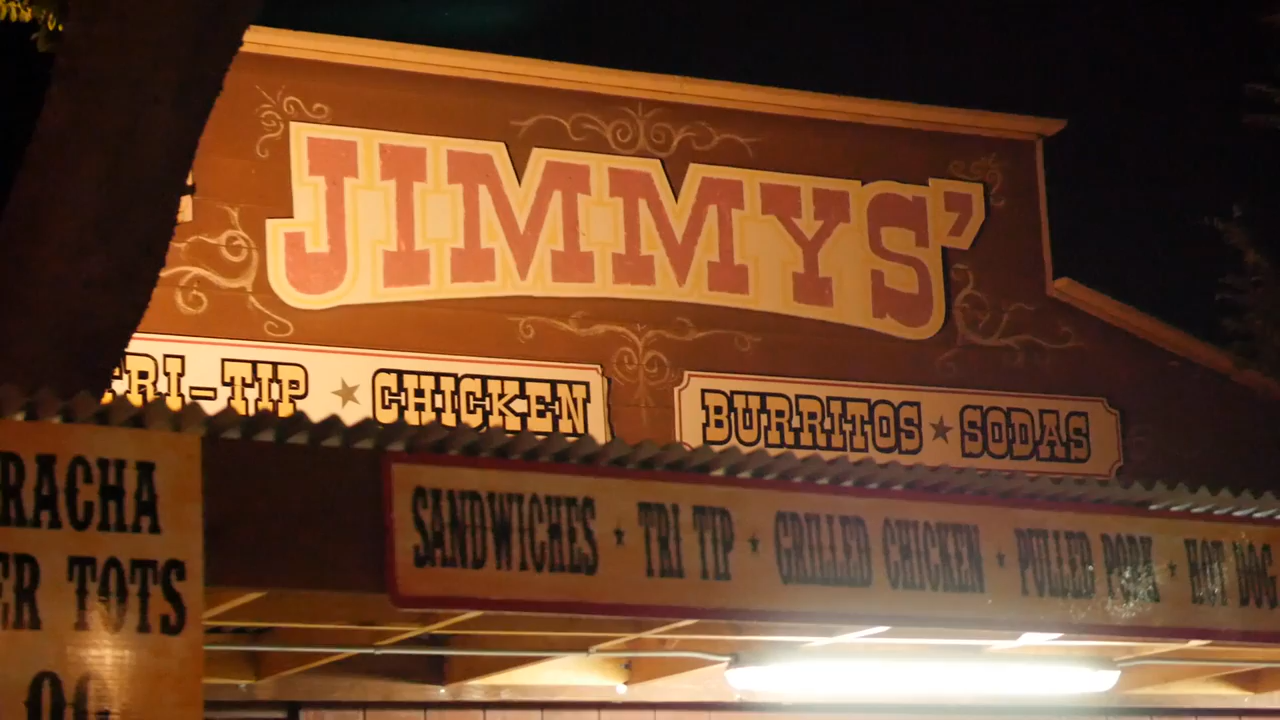 JIMMYS'
TRI-TIP ★ CHICKEN
BURRITOS ★ SODAS
SANDWICHES ★ TRI TIP ★ GRILLED CHICKEN ★ PULLED PORK ★ HOT DOG
RACHA
ER TOTS